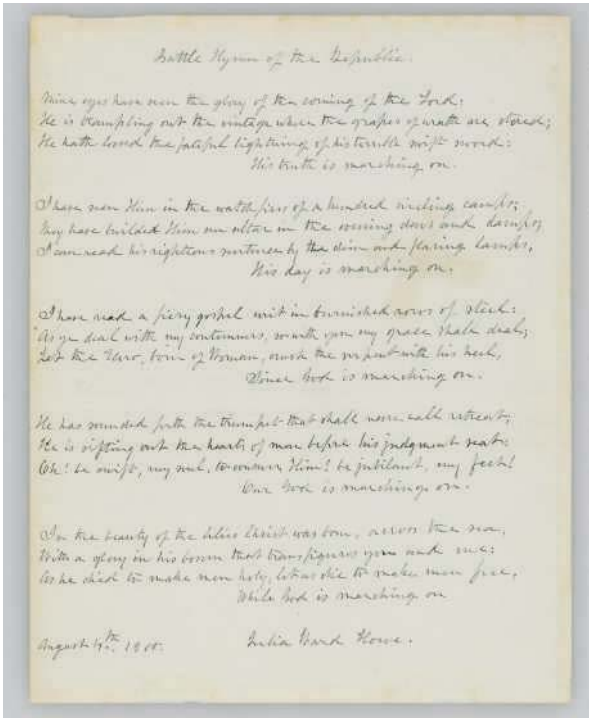 Battle Hymn of the Republic.
Mine eyes have seen the glory of the coming of the Lord:
He is trampling out the vintage where the grapes of wrath are stored;
He hath loosed the fateful lightning of his terrible swift sword:
His truth is marching on.
I have seen Him in the watchfires of a hundred circling camps;
They have builded Him an altar in the evening dews and damps;
I can read his righteous sentence by the dim and flaring lamps,
His day is marching on.
I have read a fiery gospel writ in burnished rows of steel:
"As ye deal with my contemners, so with you my grace shall deal;
Let the Hero, born of Woman, crush the serpent with his heel,
Since God is marching on.
He has sounded forth the trumpet that shall never call retreat;
He is sifting out the hearts of men before his judgment seat:
Oh! be swift, my soul, to answer Him! be jubilant, my feet!
Our God is marching on.
In the beauty of the lilies Christ was born, across the sea,
With a glory in his bosom that transfigures you and me:
As he died to make men holy, let us die to make men free,
While God is marching on
August
Julia Ward Howe.